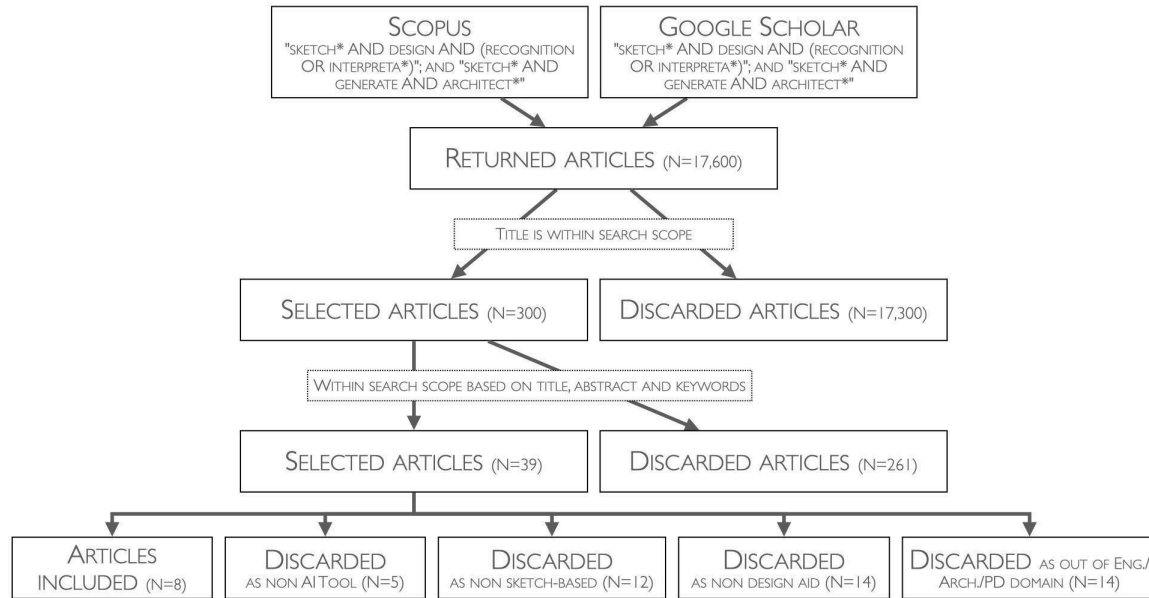 SCOPUS
"SKETCH* AND DESIGN AND (RECOGNITION
OR INTERPRETA*)"; AND "SKETCH* AND
GENERATE AND ARCHITECT*"
GOOGLE SCHOLAR
"SKETCH* AND DESIGN AND (RECOGNITION
OR INTERPRETA*)"; AND "SKETCH* AND
GENERATE AND ARCHITECT*"
RETURNED ARTICLES (N=17,600)
TITLE IS WITHIN SEARCH SCOPE
SELECTED ARTICLES (N=300)
DISCARDED ARTICLES (N=17,300)
WITHIN SEARCH SCOPE BASED ON TITLE, ABSTRACT AND KEYWORDS
SELECTED ARTICLES (N=39)
DISCARDED ARTICLES (N=261)
ARTICLES
INCLUDED (N=8)
DISCARDED
AS NON AI TOOL (N=5)
DISCARDED
AS NON SKETCH-BASED (N=12)
DISCARDED
AS NON DESIGN AID (N=14)
DISCARDED AS OUT OF ENG./
ARCH./PD DOMAIN (N=14)